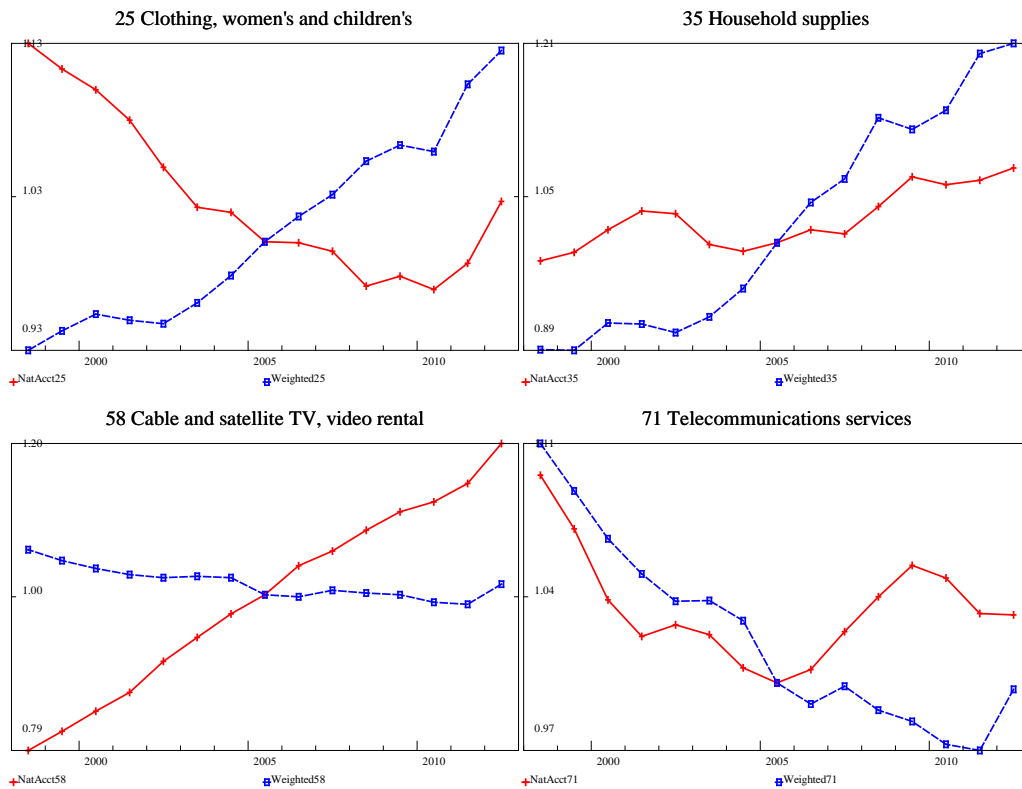 25 Clothing, women's and children's
1.13
1.03
0.93
2000 2005 2010
NatAcct25 Weighted25
35 Household supplies
1.21
1.05
0.89
2000 2005 2010
NatAcct35 Weighted35
58 Cable and satellite TV, video rental
1.20
1.00
0.79
2000 2005 2010
NatAcct58 Weighted58
71 Telecommunications services
1.11
1.04
0.97
2000 2005 2010
NatAcct71 Weighted71